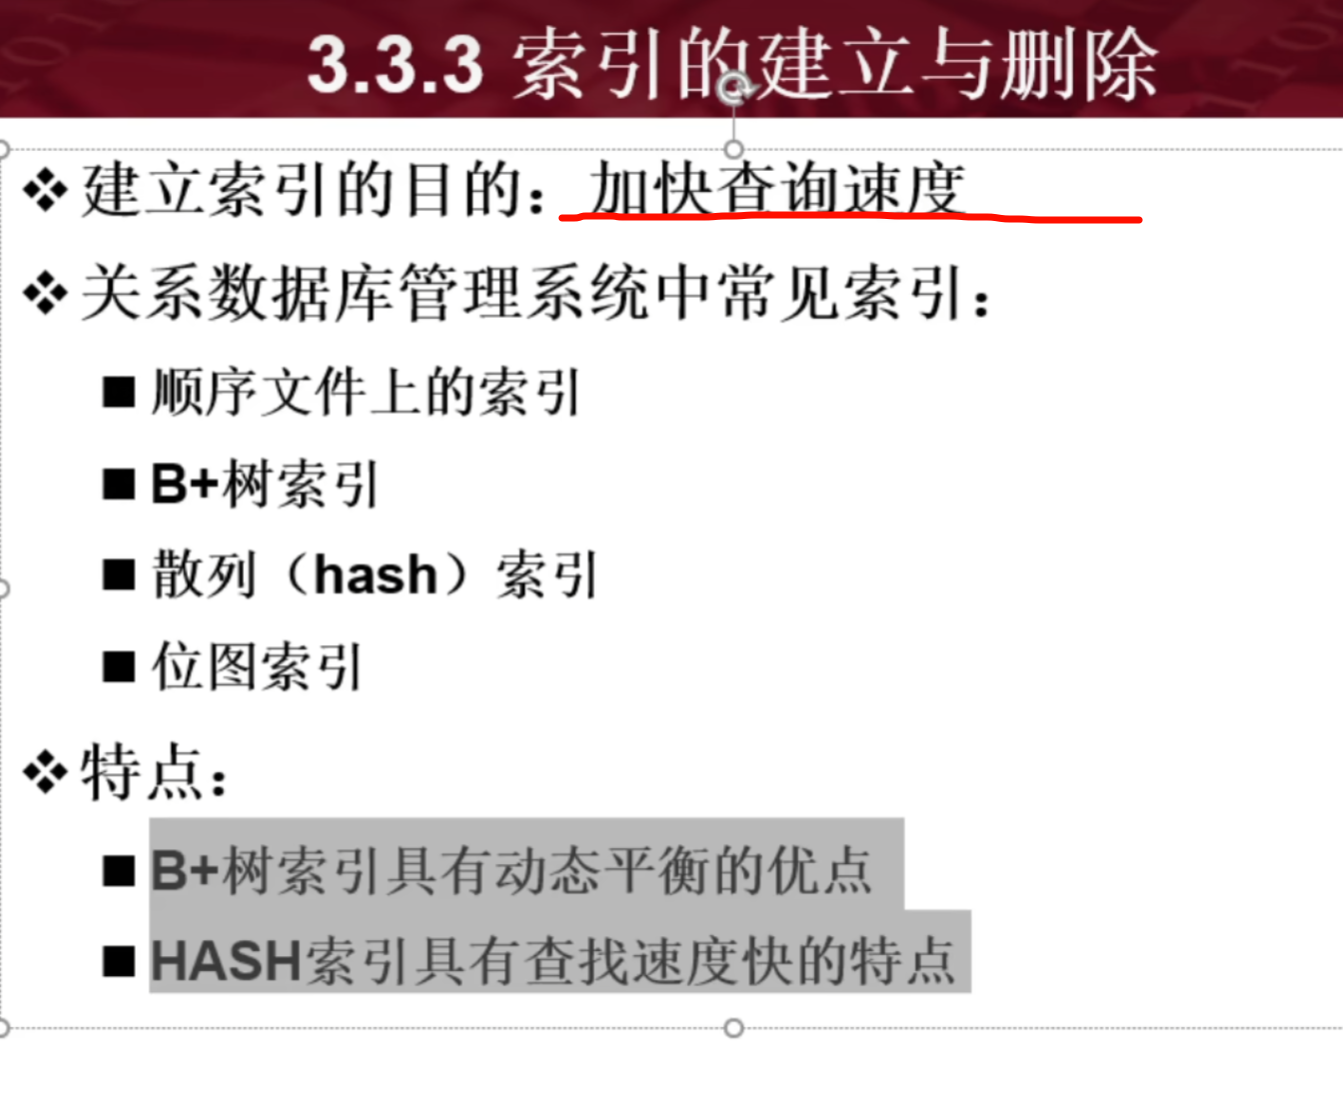 3.3.3 索引的建立与删除
建立索引的目的：加快查询速度
关系数据库管理系统中常见索引：
顺序文件上的索引
B+树索引
散列（hash）索引
位图索引
特点：
B+树索引具有动态平衡的优点
HASH索引具有查找速度快的特点